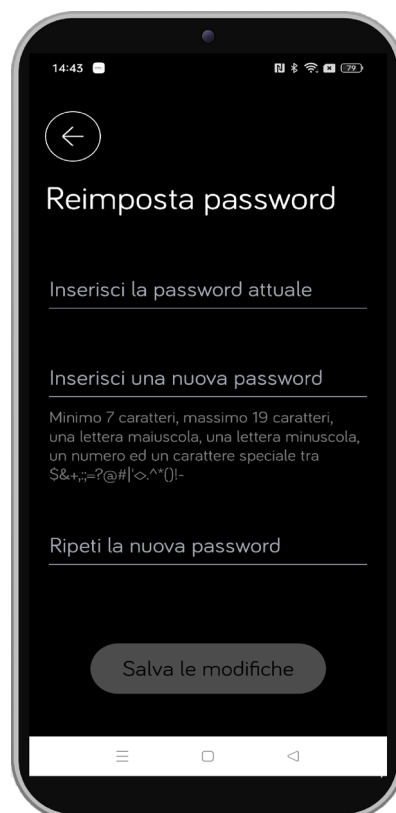 14:43
79
Reimposta password
Inserisci la password attuale
Inserisci una nuova password
Minimo 7 caratteri, massimo 19 caratteri,
una lettera maiuscola, una lettera minuscola,
un numero ed un carattere speciale tra
$&+,:;=?@#|'<>.^*()!-
Ripeti la nuova password
Salva le modifiche